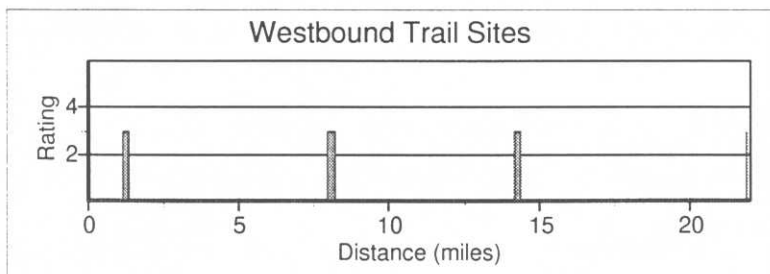 Westbound Trail Sites
Rating
4
2
0 5 10 15 20
Distance (miles)